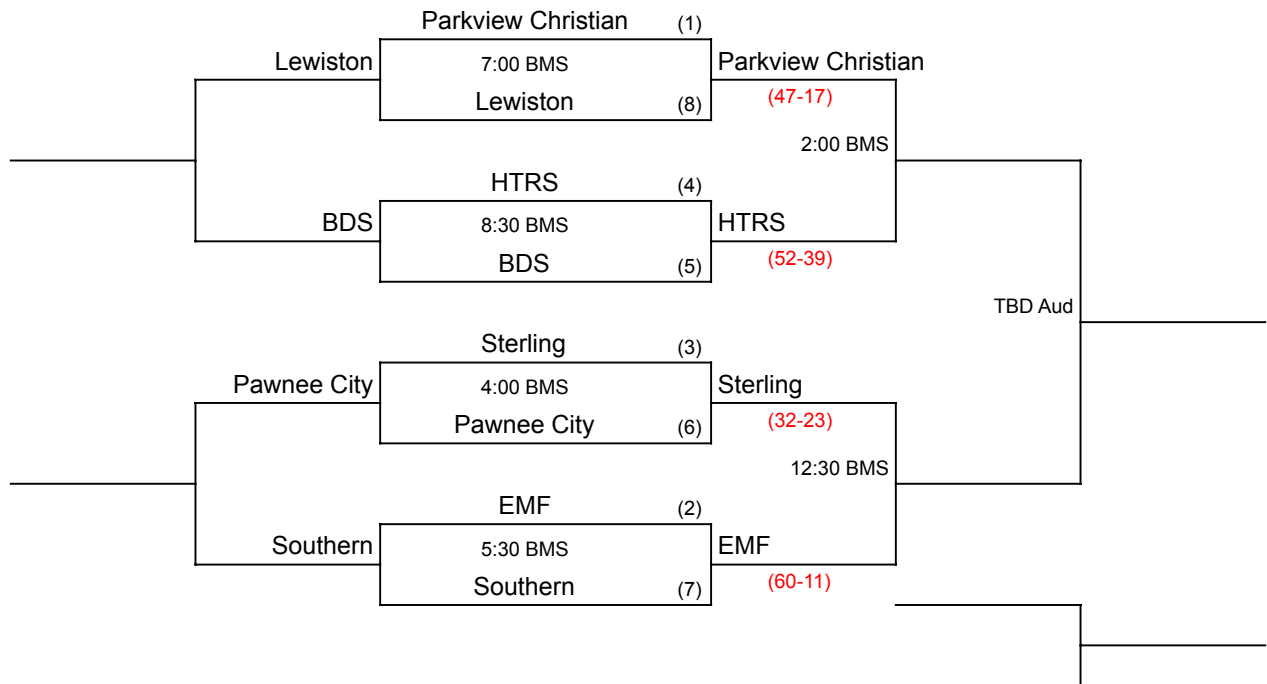 Parkview Christian (1)
Lewiston 7:00 BMS Parkview Christian
Lewiston (8) (47-17)
2:00 BMS
HTRS (4)
BDS 8:30 BMS HTRS
BDS (5) (52-39)
TBD Aud
Sterling (3)
Pawnee City 4:00 BMS Sterling
Pawnee City (6) (32-23)
12:30 BMS
EMF (2)
Southern 5:30 BMS EMF
Southern (7) (60-11)